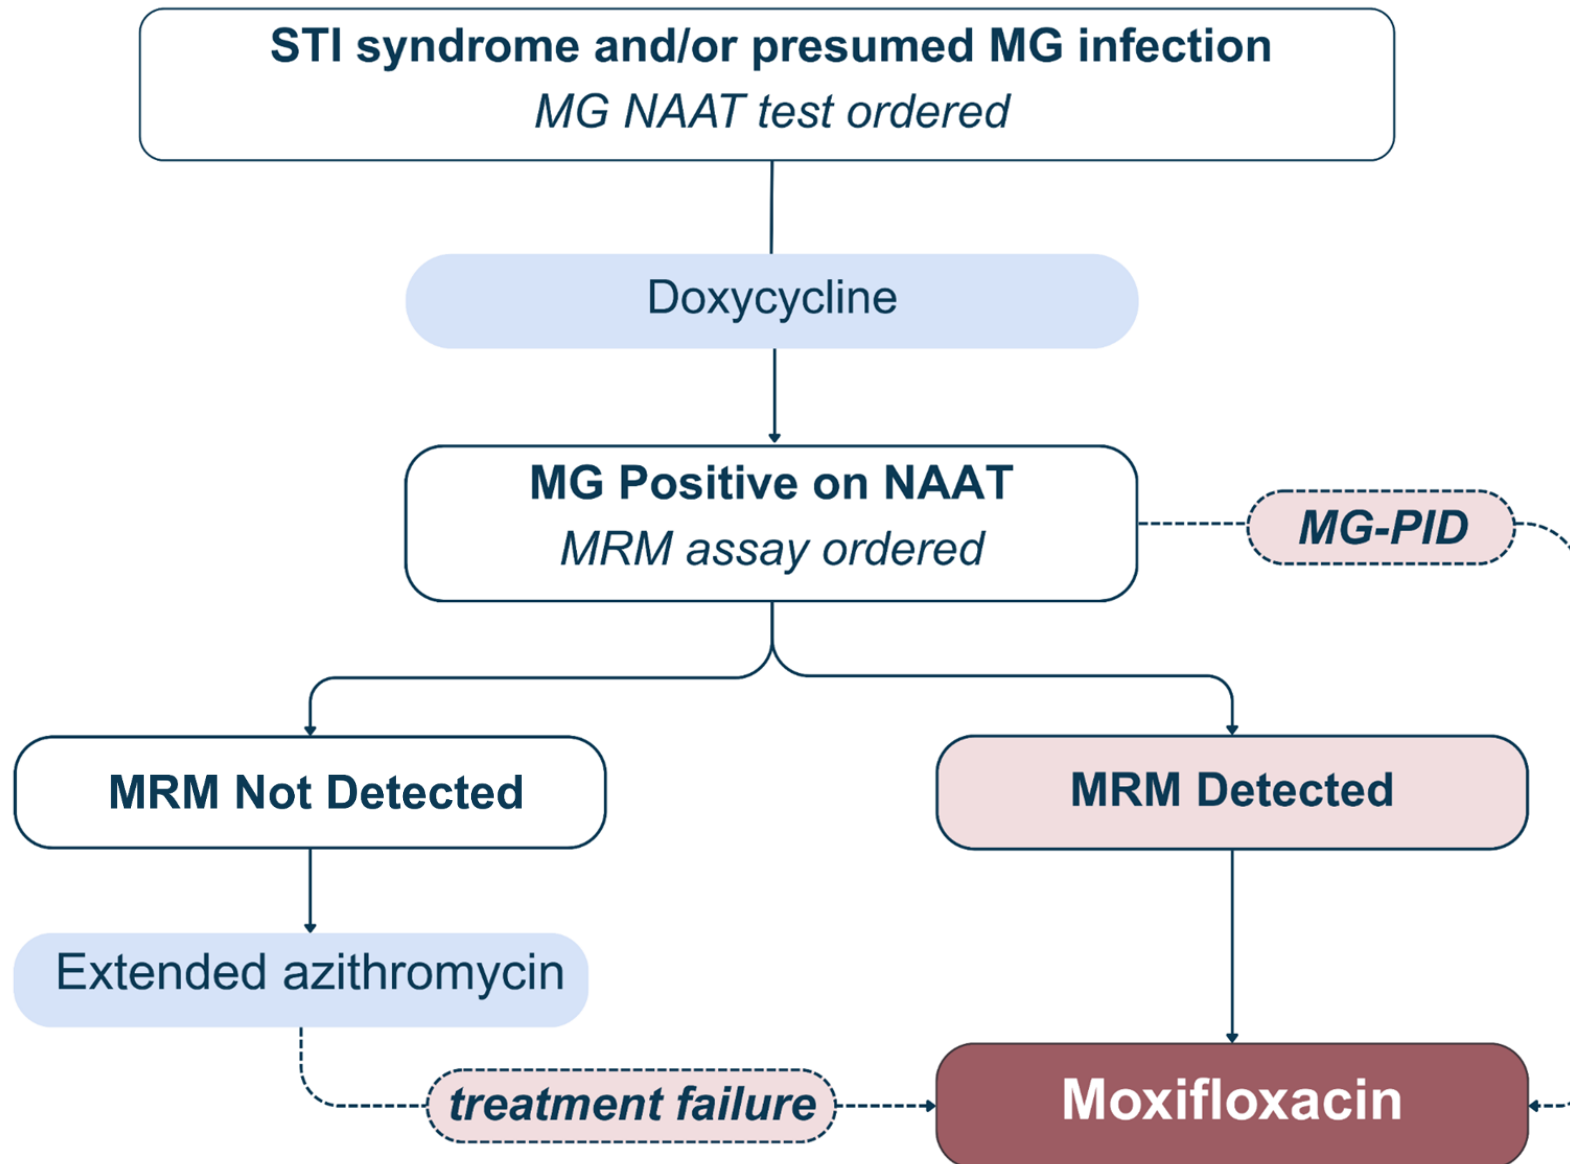 STI syndrome and/or presumed MG infection
MG NAAT test ordered
Doxycycline
MG Positive on NAAT
MRM assay ordered
MG-PID
MRM Not Detected
MRM Detected
Extended azithromycin
treatment failure
Moxifloxacin